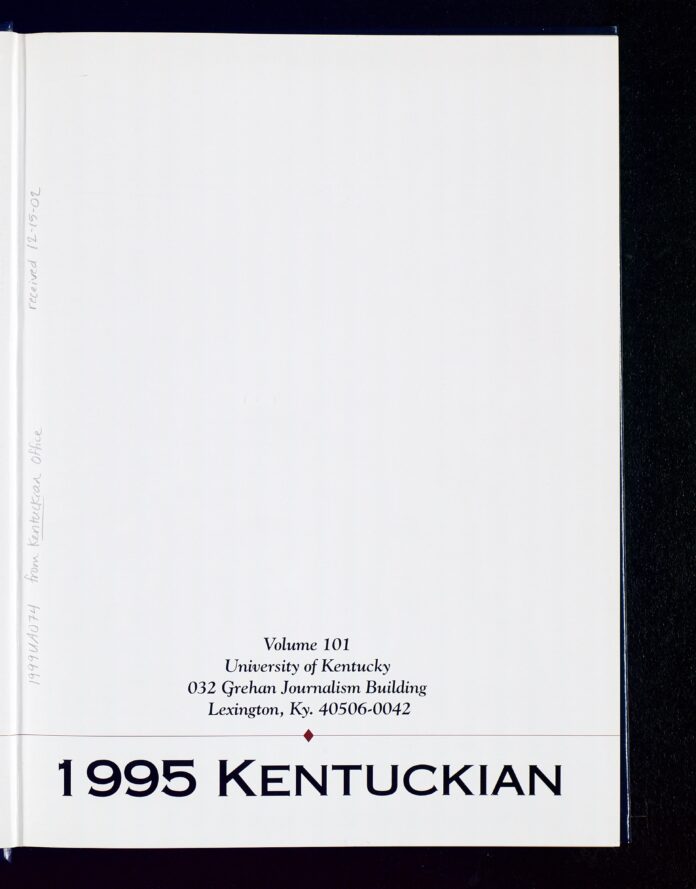 1999UA074 from Kentuckian Office received 12-15-02
Volume 101
University of Kentucky
032 Grehan Journalism Building
Lexington, Ky. 40506-0042
1995 KENTUCKIAN